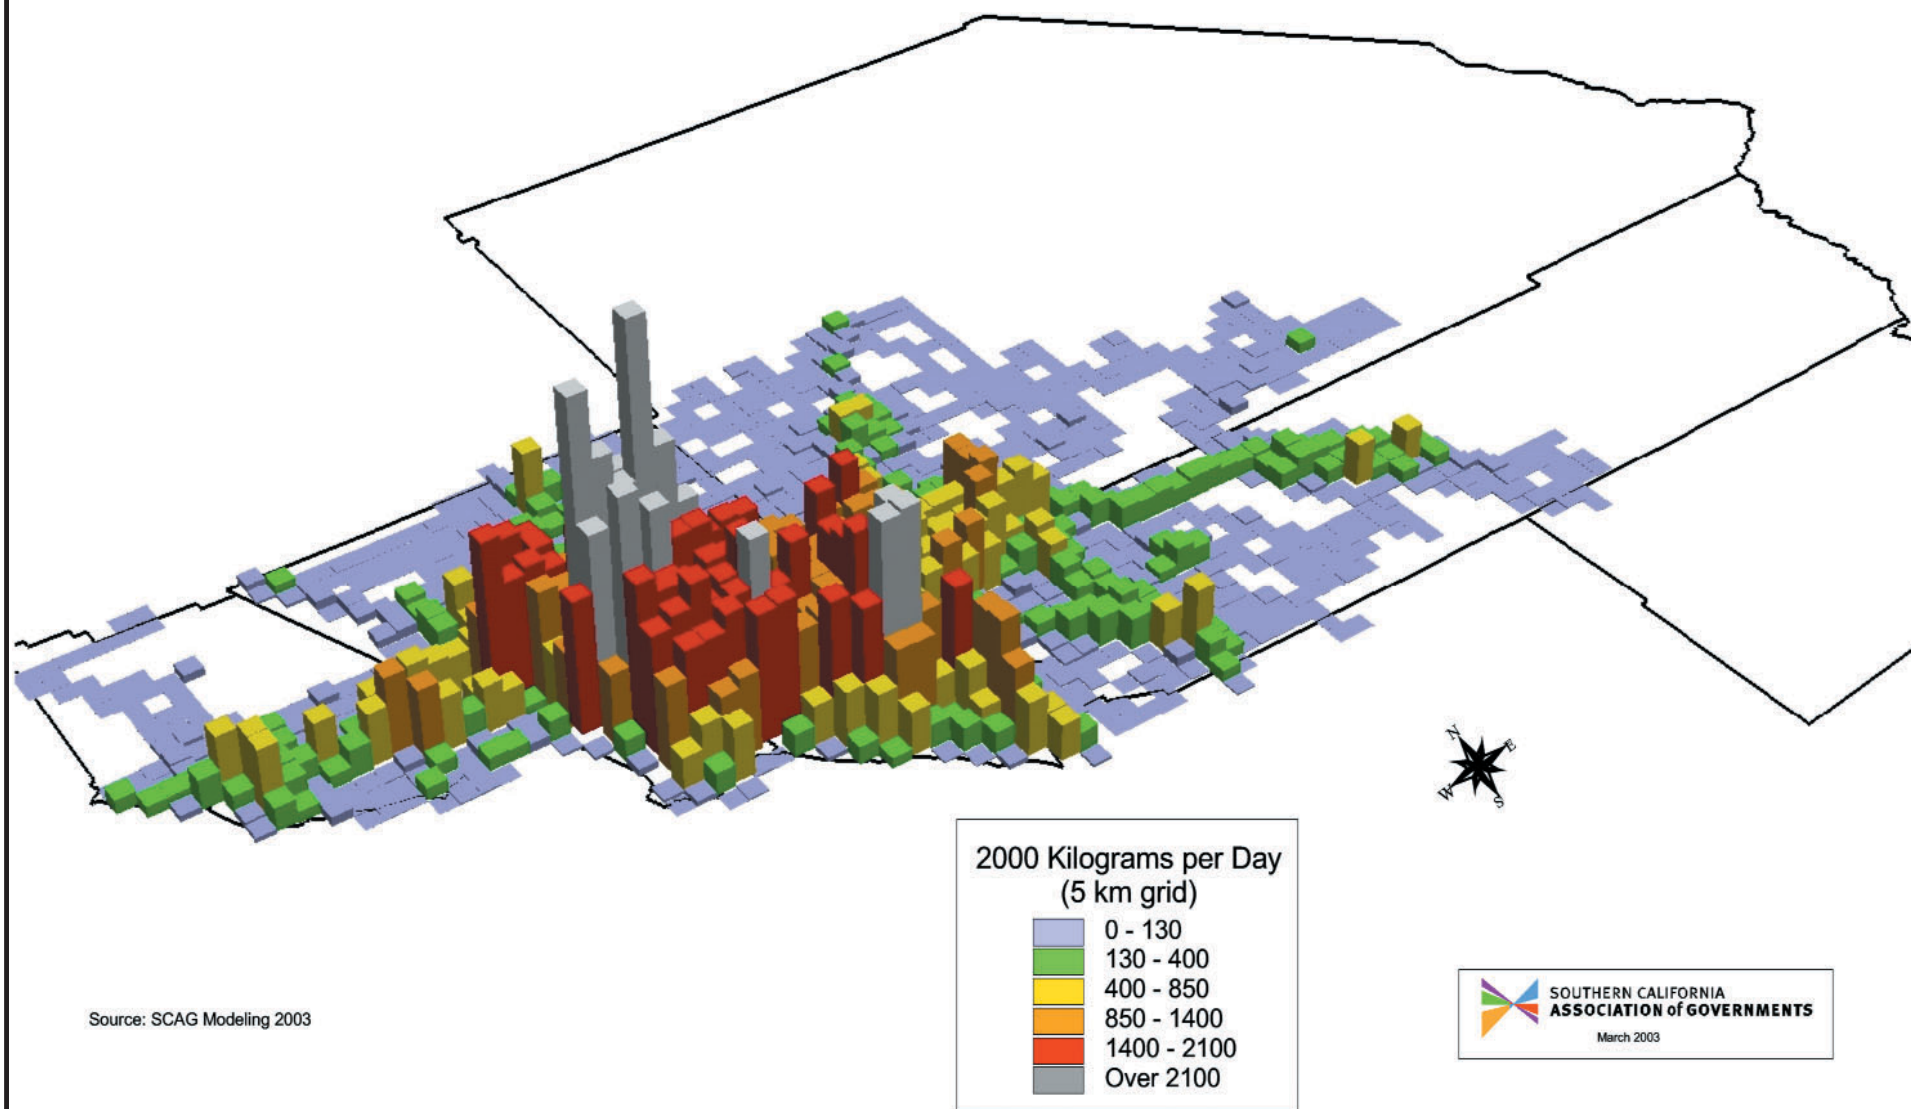 N
E
W
S
2000 Kilograms per Day
(5 km grid)
0 - 130
130 - 400
400 - 850
850 - 1400
1400 - 2100
Over 2100
Source: SCAG Modeling 2003
SOUTHERN CALIFORNIA
ASSOCIATION of GOVERNMENTS
March 2003